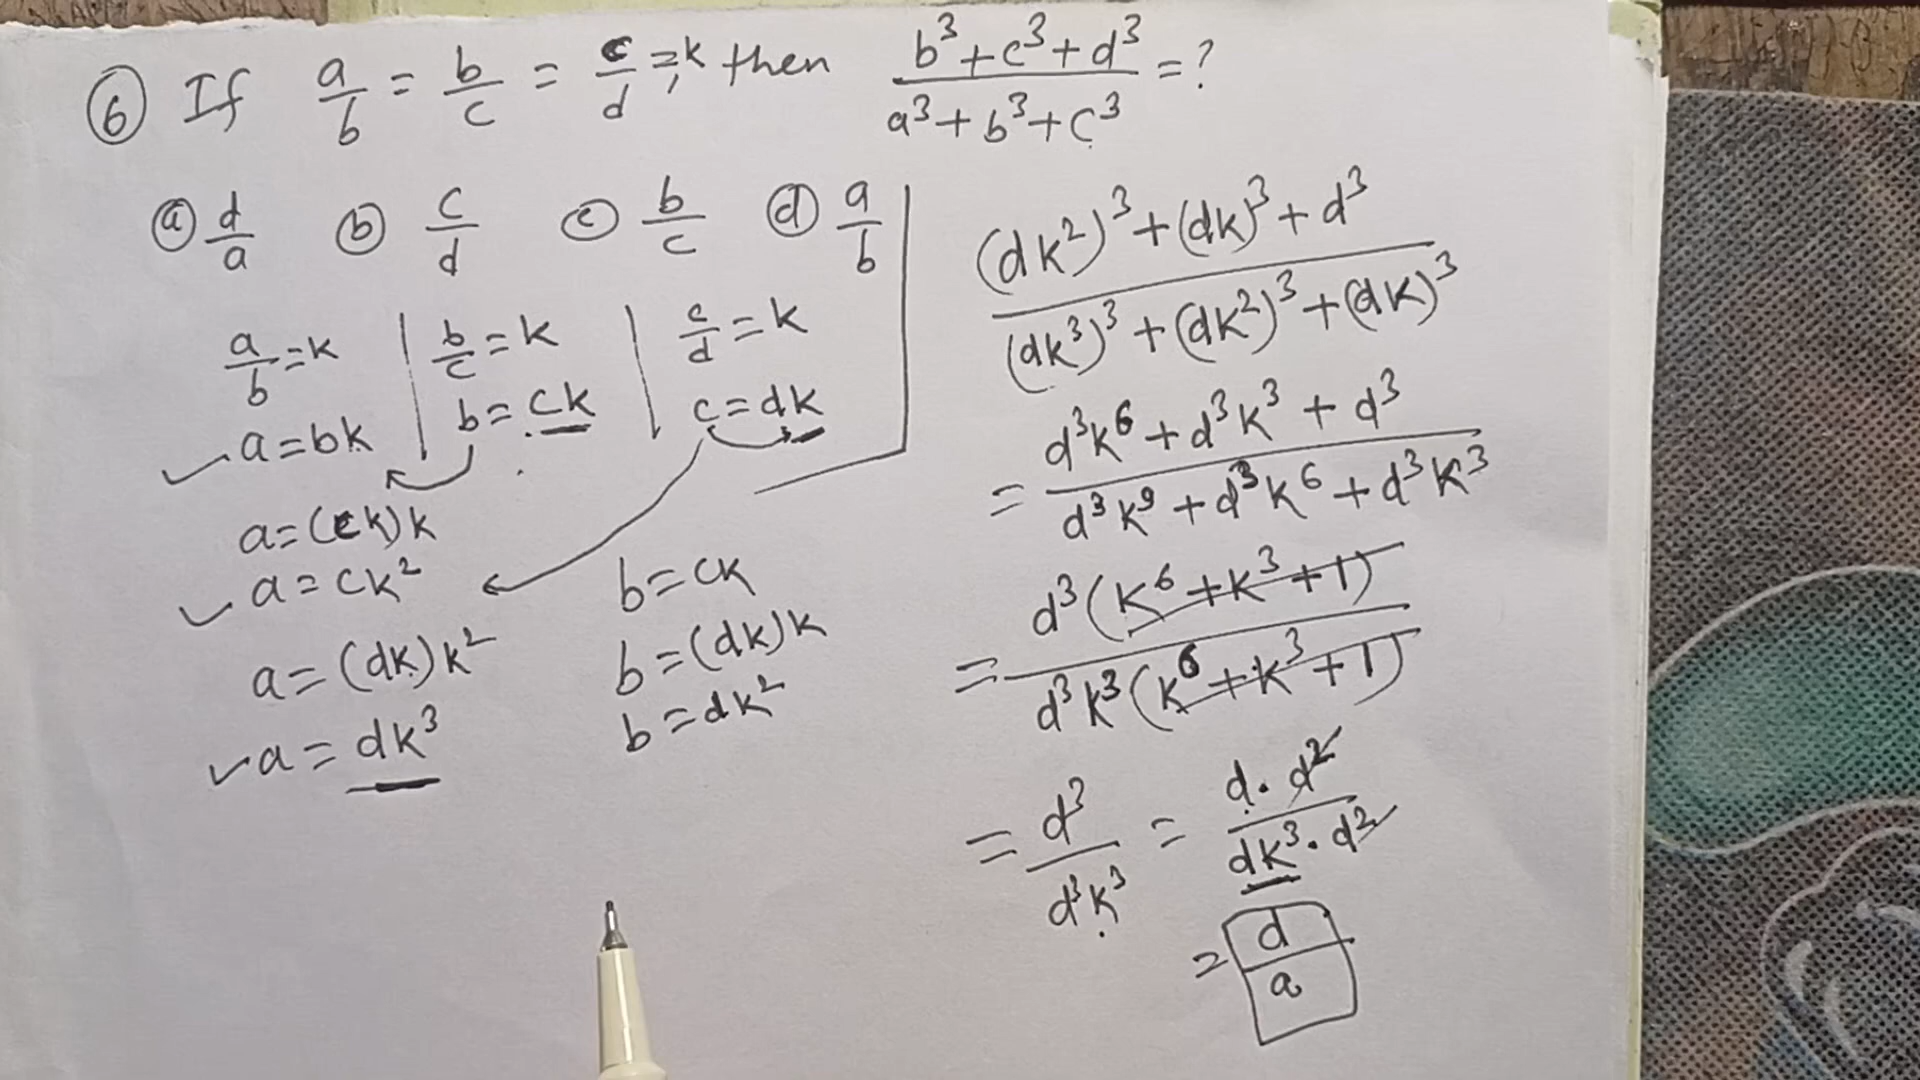 ⑥ If a/b = b/c = c/d = k, then (b³+c³+d³)/(a³+b³+c³) = ?
ⓐ d/a ⓑ c/d ⓒ b/c ⓓ a/b
a/b = k | b/c = k | c/d = k
✓ a = bk | b = ck | c = dk
a = (ck)k
✓ a = ck²
a = (dk)k²
✓ a = dk³
b = ck
b = (dk)k
b = dk²
((dk²)³ + (dk)³ + d³)/((dk³)³ + (dk²)³ + (dk)³)
= (d³k⁶ + d³k³ + d³)/(d³k⁹ + d³k⁶ + d³k³)
= d³(k⁶ + k³ + 1)/d³k³(k⁶ + k³ + 1)
= d³/d³k³ = d · d²/dk³ · d²
= d/a